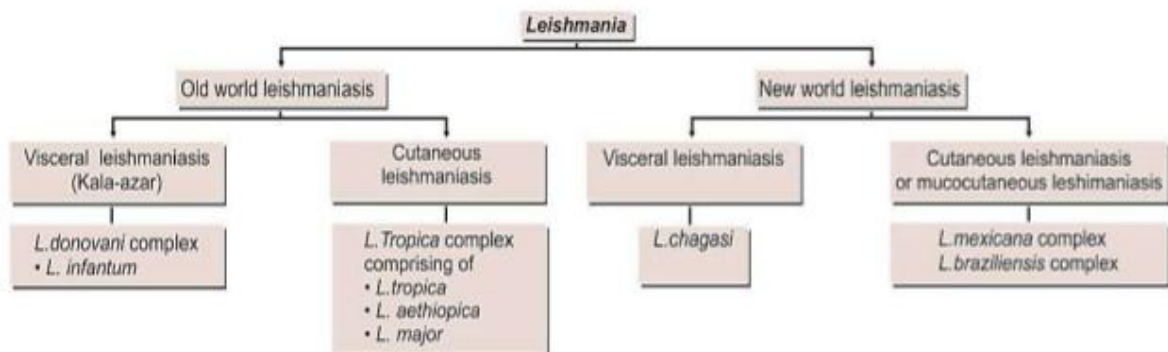 Leishmania
Old world leishmaniasis
New world leishmaniasis
Visceral leishmaniasis
(Kala-azar)
Cutaneous
leishmaniasis
Visceral leishmaniasis
Cutaneous leishmaniasis
or mucocutaneous leshimaniasis
L.donovani complex
• L. infantum
L.Tropica complex
comprising of
• L.tropica
• L. aethiopica
• L. major
L.chagasi
L.mexicana complex
L.braziliensis complex